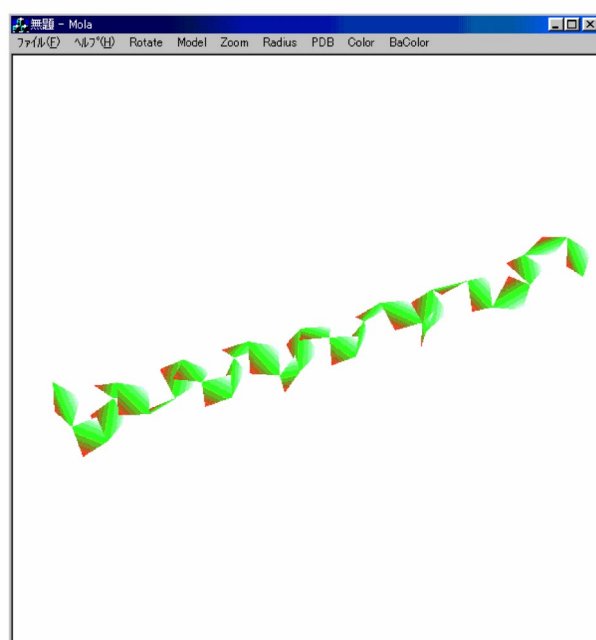 無題 - Mola
ﾌｧｲﾙ(F) ﾍﾙﾌﾟ(H) Rotate Model Zoom Radius PDB Color BaColor